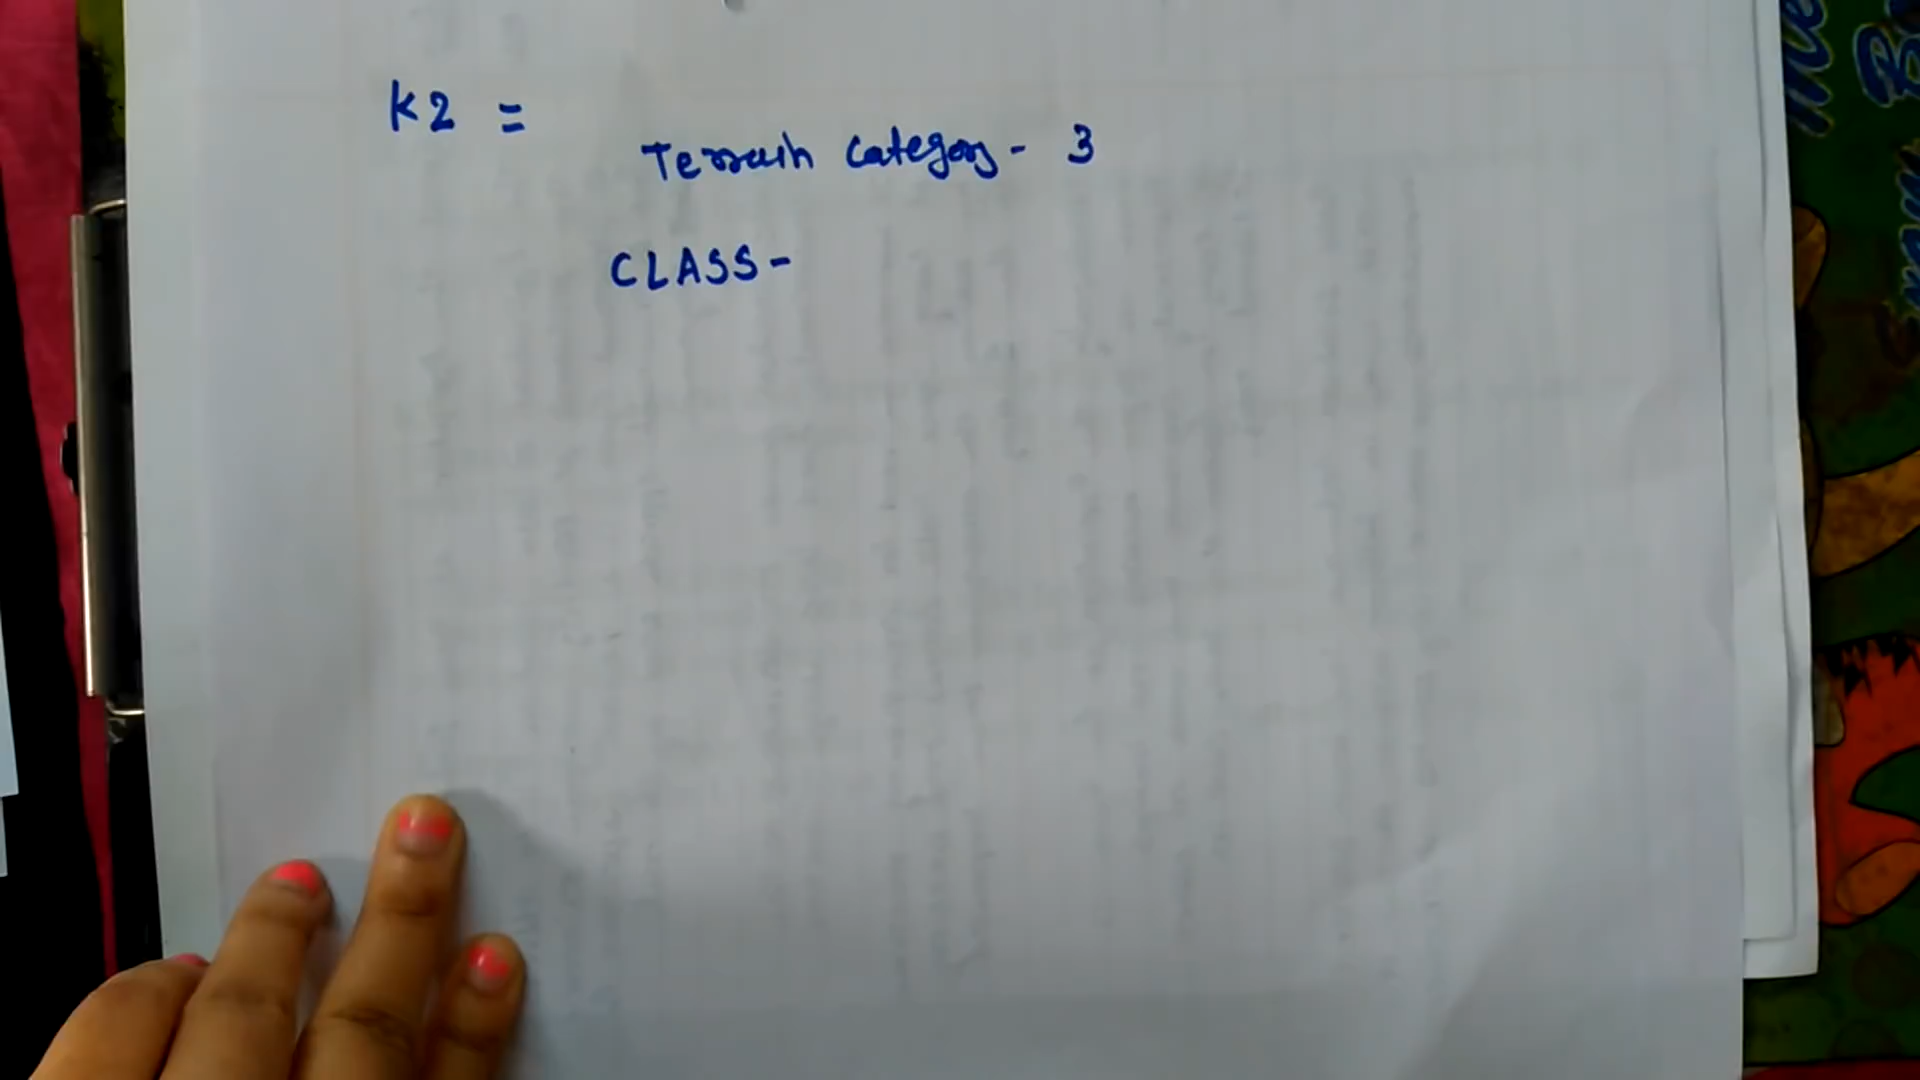 K2 =
Terrain Category - 3
CLASS -